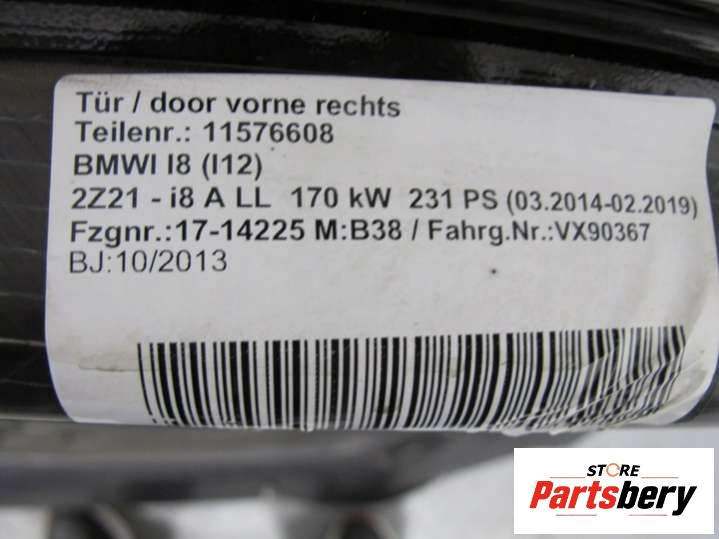 Tür / door vorne rechts
Teilenr.: 11576608
BMWI I8 (I12)
2Z21 - i8 A LL 170 kW 231 PS (03.2014-02.2019)
Fzgnr.:17-14225 M:B38 / Fahrg.Nr.:VX90367
BJ:10/2013
STORE
Partsbery